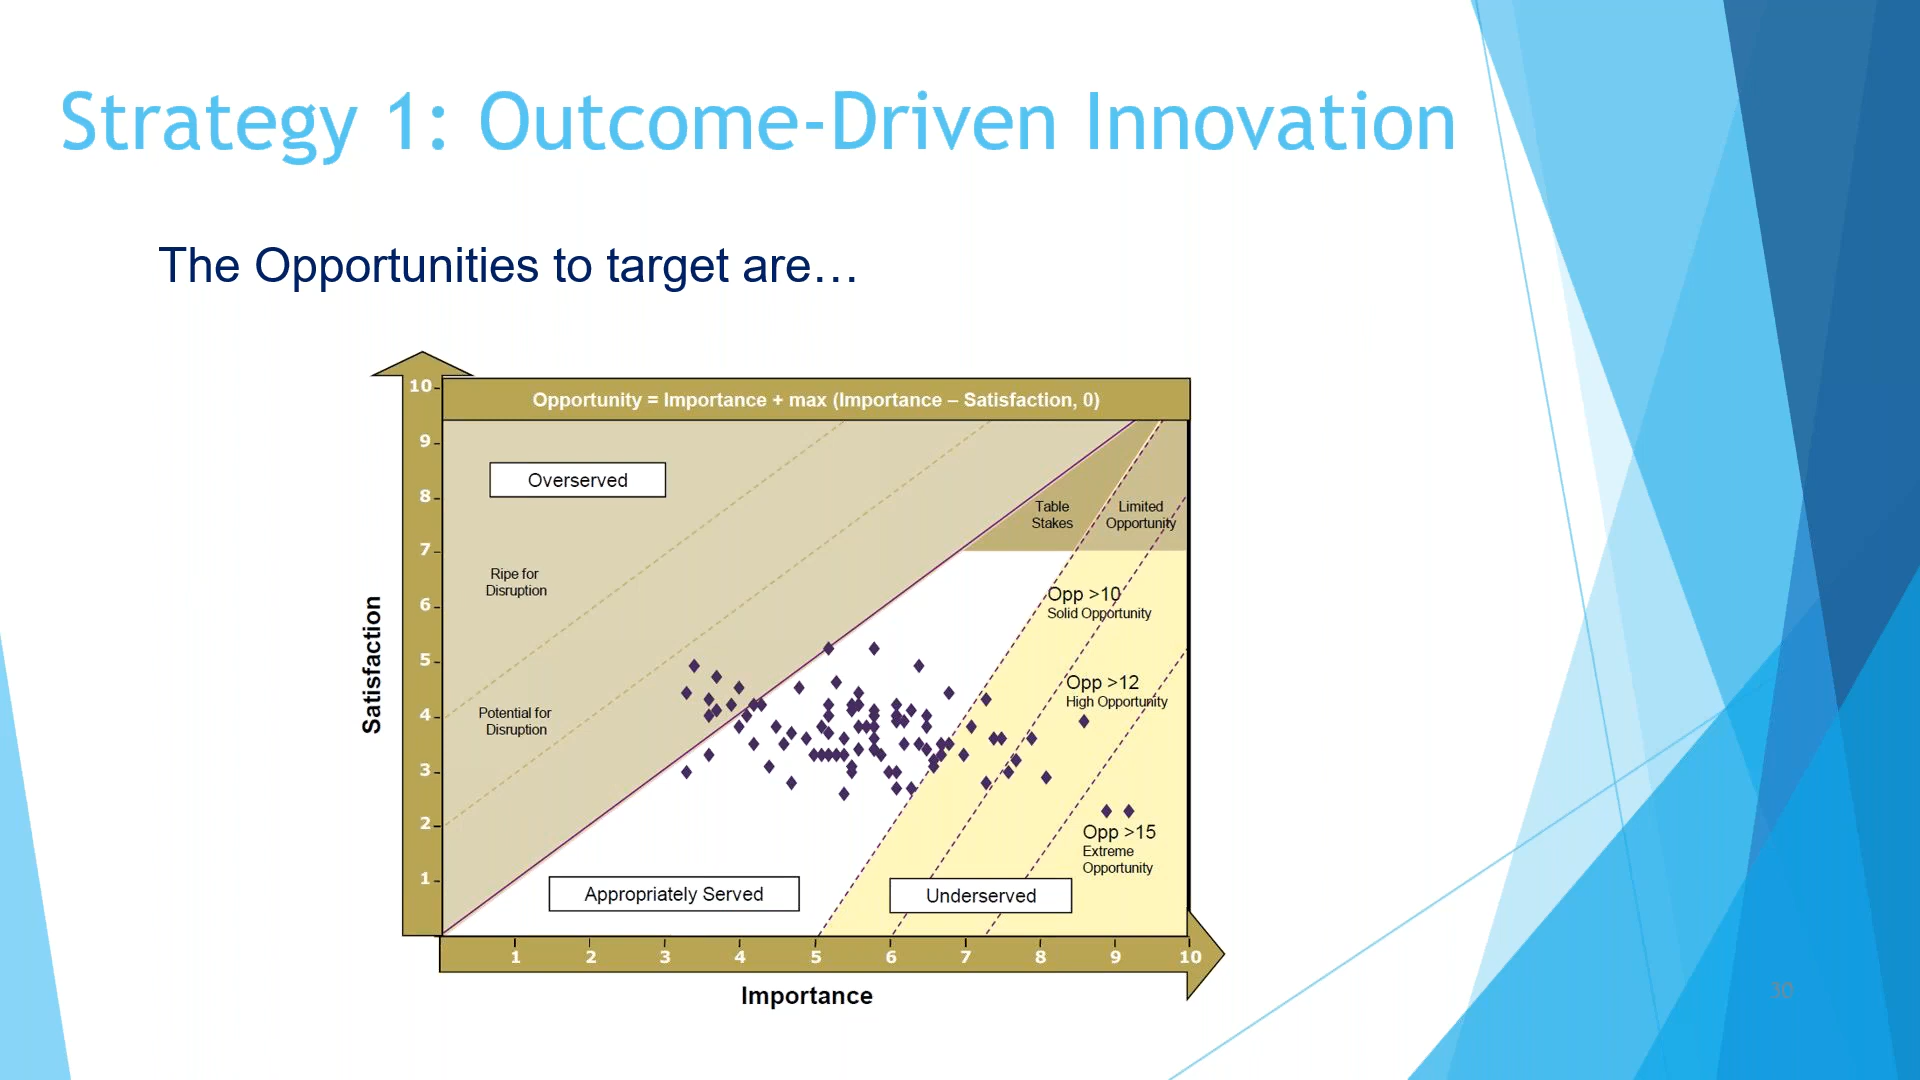 Strategy 1: Outcome-Driven Innovation
The Opportunities to target are…
Opportunity = Importance + max (Importance – Satisfaction, 0)
10
9
8
7
6
5
4
3
2
1
Satisfaction
Overserved
Table
Stakes
Limited
Opportunity
Ripe for
Disruption
Opp >10
Solid Opportunity
Opp >12
High Opportunity
Potential for
Disruption
Opp >15
Extreme
Opportunity
Appropriately Served
Underserved
1 2 3 4 5 6 7 8 9 10
Importance
30